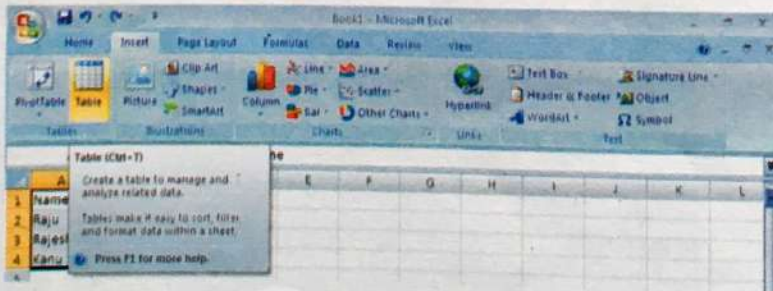 Book1 - Microsoft Excel
Home Insert Page Layout Formulas Data Review View
PivotTable Table Picture Clip Art Shapes SmartArt Column Line Pie Bar Area Scatter Other Charts Hyperlink Text Box Header & Footer WordArt Signature Line Object Symbol
Tables Illustrations Charts Links Text
Table (Ctrl+T)
Create a table to manage and analyze related data.
Tables make it easy to sort, filter and format data within a sheet.
Press F1 for more help.
me
A E F G H I J K L
1 Name
2 Raju
3 Rajesh
4 Kanu